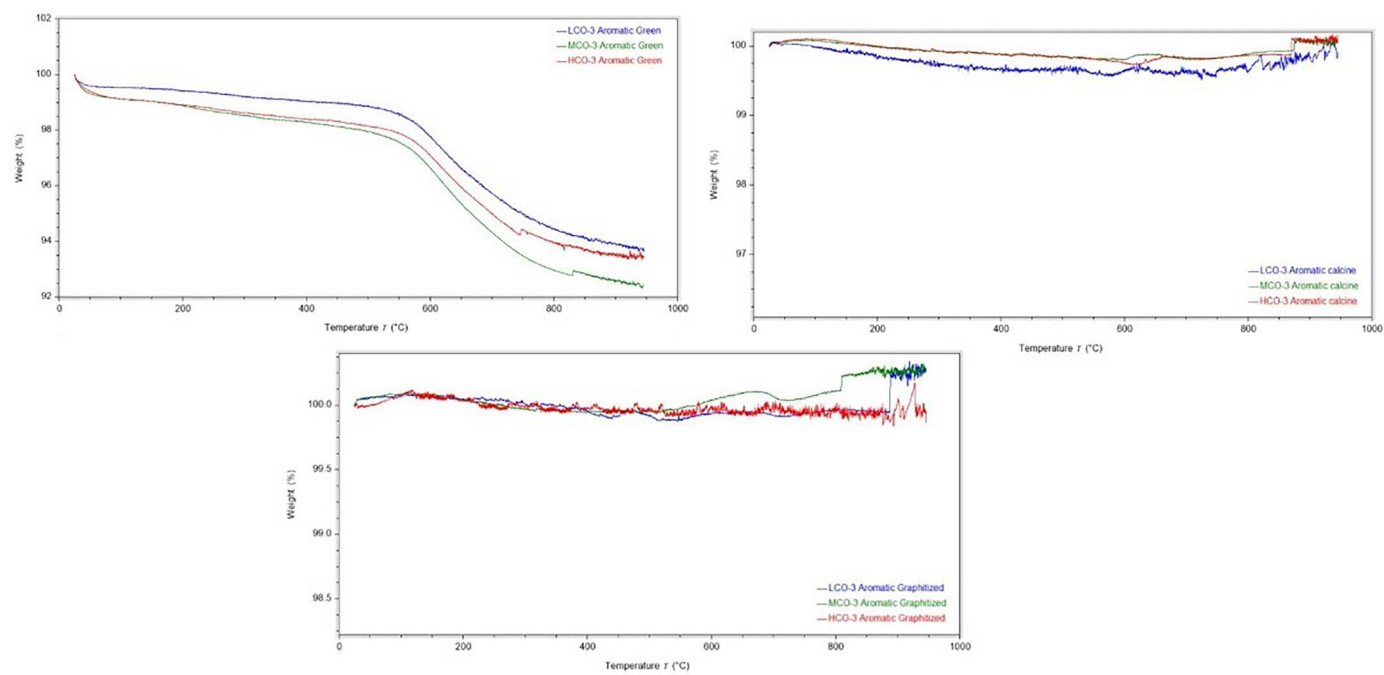 102
100
98
96
94
92
Weight (%)
LCO-3 Aromatic Green
MCO-3 Aromatic Green
HCO-3 Aromatic Green
0
200
400
600
800
1000
Temperature T (°C)
100
99
98
97
Weight (%)
LCO-3 Aromatic calcine
MCO-3 Aromatic calcine
HCO-3 Aromatic calcine
0
200
400
600
800
1000
Temperature T (°C)
100.0
99.5
99.0
98.5
Weight (%)
LCO-3 Aromatic Graphitized
MCO-3 Aromatic Graphitized
HCO-3 Aromatic Graphitized
0
200
400
600
800
1000
Temperature T (°C)